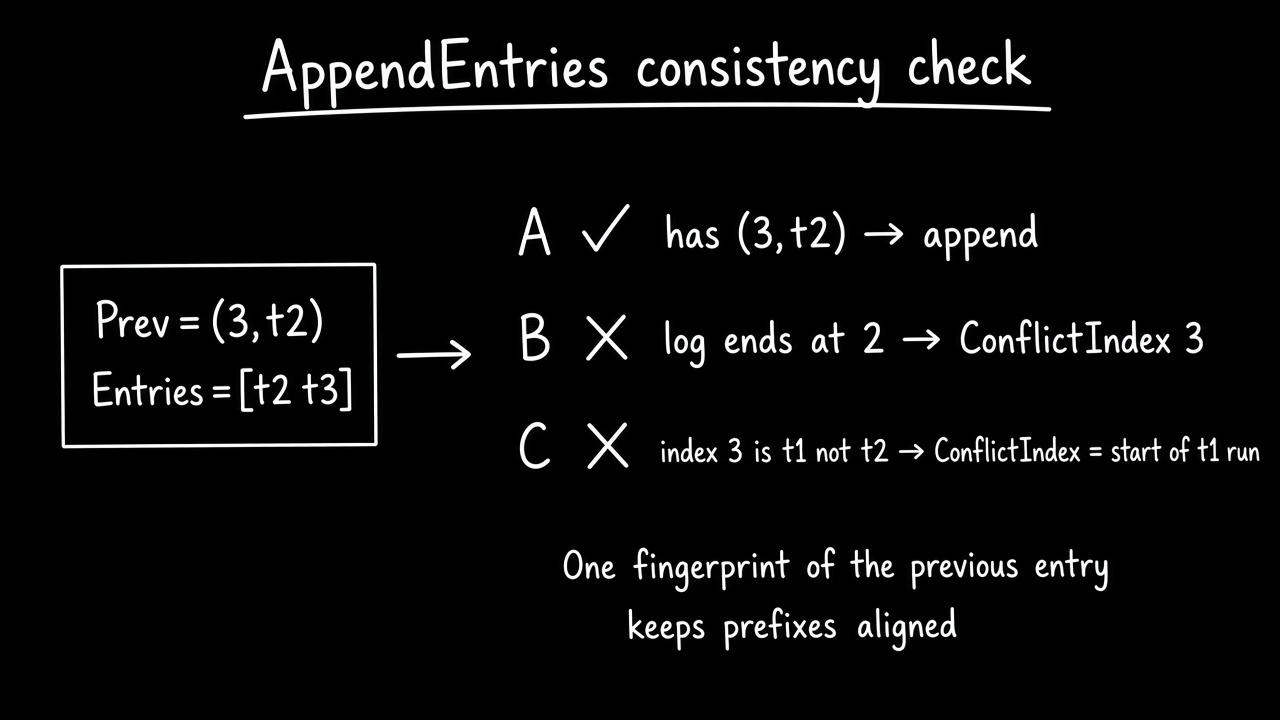 AppendEntries consistency check
Prev = (3, t2)
Entries = [t2 t3]
A ✓ has (3, t2) → append
B X log ends at 2 → ConflictIndex 3
C X index 3 is t1 not t2 → ConflictIndex = start of t1 run
One fingerprint of the previous entry
keeps prefixes aligned